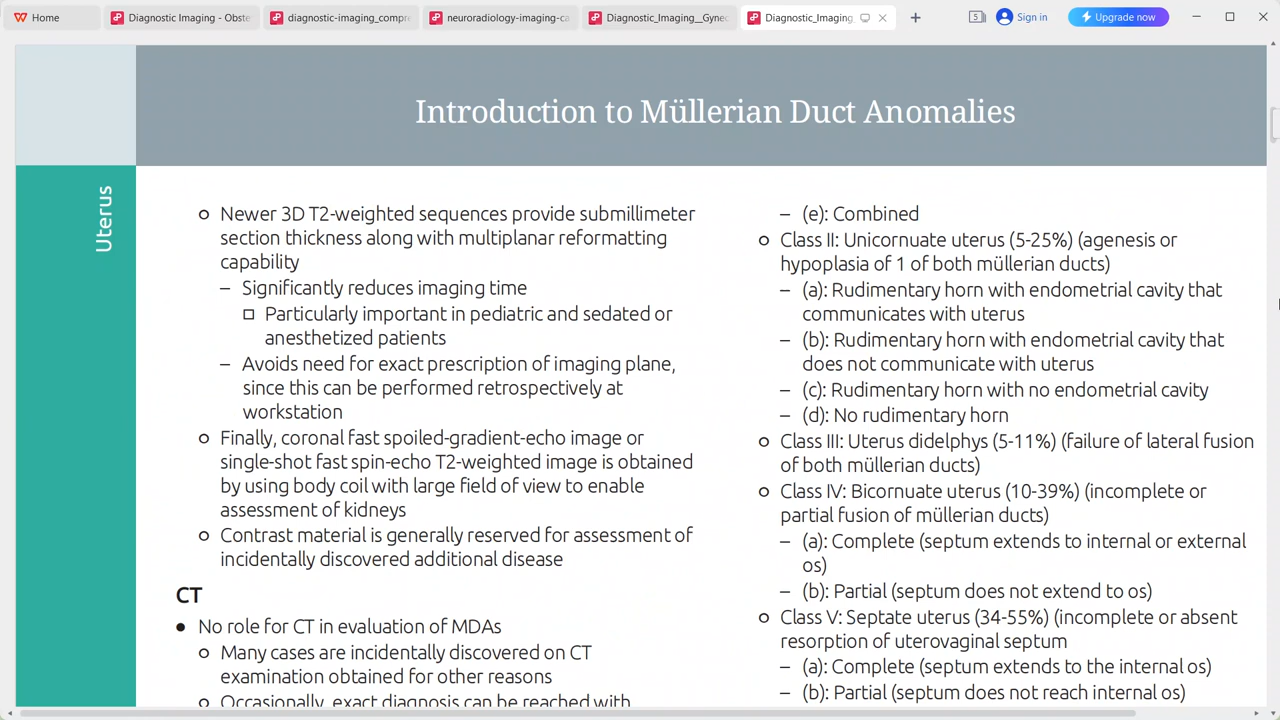 Home
Diagnostic Imaging - Obste
diagnostic-imaging_compre
neuroradiology-imaging-ca
Diagnostic_Imaging__Gynec
Diagnostic_Imaging_
5
Sign in
Upgrade now
Introduction to Müllerian Duct Anomalies
Uterus
○ Newer 3D T2-weighted sequences provide submillimeter
section thickness along with multiplanar reformatting
capability
– Significantly reduces imaging time
□ Particularly important in pediatric and sedated or
anesthetized patients
– Avoids need for exact prescription of imaging plane,
since this can be performed retrospectively at
workstation
○ Finally, coronal fast spoiled-gradient-echo image or
single-shot fast spin-echo T2-weighted image is obtained
by using body coil with large field of view to enable
assessment of kidneys
○ Contrast material is generally reserved for assessment of
incidentally discovered additional disease
CT
● No role for CT in evaluation of MDAs
○ Many cases are incidentally discovered on CT
examination obtained for other reasons
○ Occasionally, exact diagnosis can be reached with
– (e): Combined
○ Class II: Unicornuate uterus (5-25%) (agenesis or
hypoplasia of 1 of both müllerian ducts)
– (a): Rudimentary horn with endometrial cavity that
communicates with uterus
– (b): Rudimentary horn with endometrial cavity that
does not communicate with uterus
– (c): Rudimentary horn with no endometrial cavity
– (d): No rudimentary horn
○ Class III: Uterus didelphys (5-11%) (failure of lateral fusion
of both müllerian ducts)
○ Class IV: Bicornuate uterus (10-39%) (incomplete or
partial fusion of müllerian ducts)
– (a): Complete (septum extends to internal or external
os)
– (b): Partial (septum does not extend to os)
○ Class V: Septate uterus (34-55%) (incomplete or absent
resorption of uterovaginal septum
– (a): Complete (septum extends to the internal os)
– (b): Partial (septum does not reach internal os)